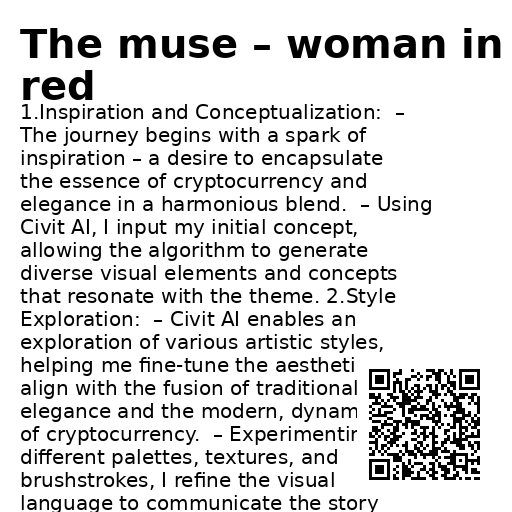 The muse – woman in
red
1.Inspiration and Conceptualization:  –
The journey begins with a spark of
inspiration – a desire to encapsulate
the essence of cryptocurrency and
elegance in a harmonious blend.  – Using
Civit AI, I input my initial concept,
allowing the algorithm to generate
diverse visual elements and concepts
that resonate with the theme. 2.Style
Exploration:  – Civit AI enables an
exploration of various artistic styles,
helping me fine-tune the aestheti
align with the fusion of traditional
elegance and the modern, dynam
of cryptocurrency.  – Experimentin
different palettes, textures, and
brushstrokes, I refine the visual
language to communicate the story